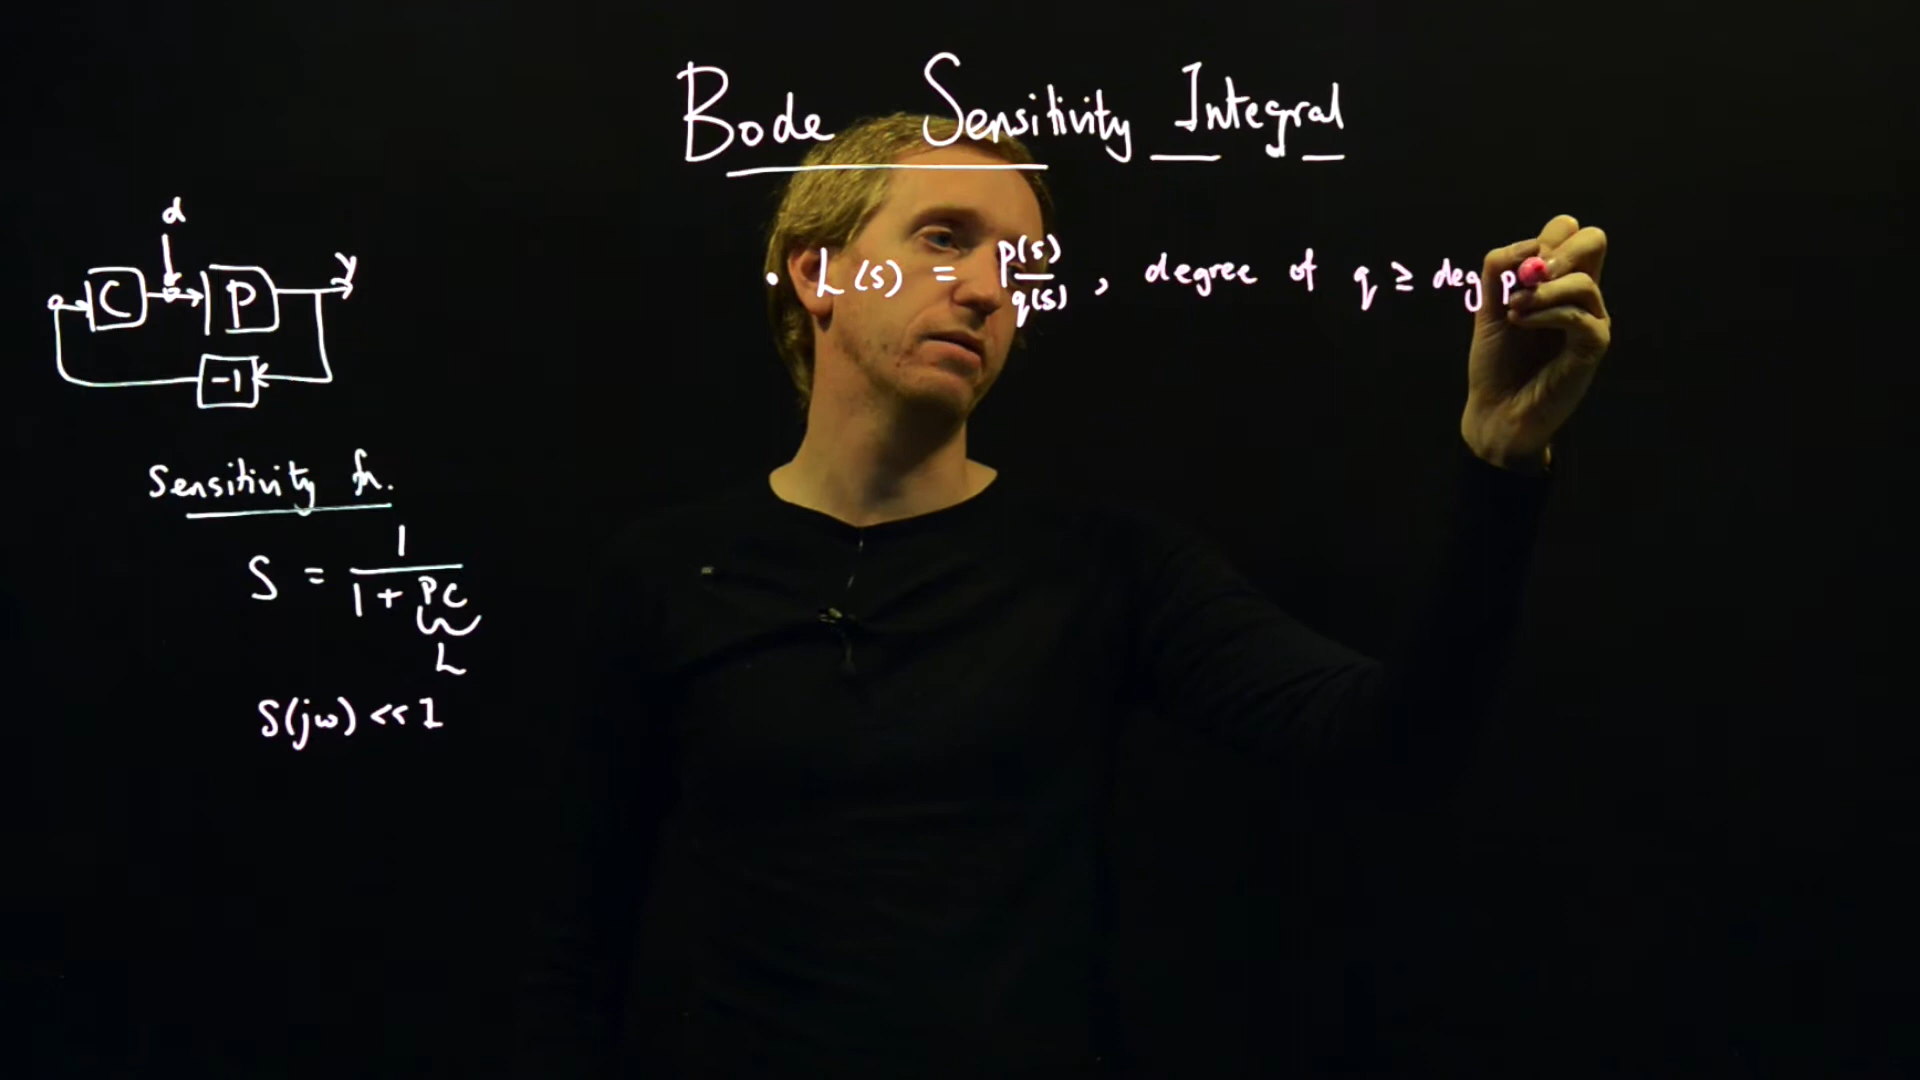 Bode Sensitivity Integral
d
C P y
-1
Sensitivity fn.
S = 1/(1 + PC)
L
S(jω) << 1
• L(s) = p(s)/q(s), degree of q ≥ deg p